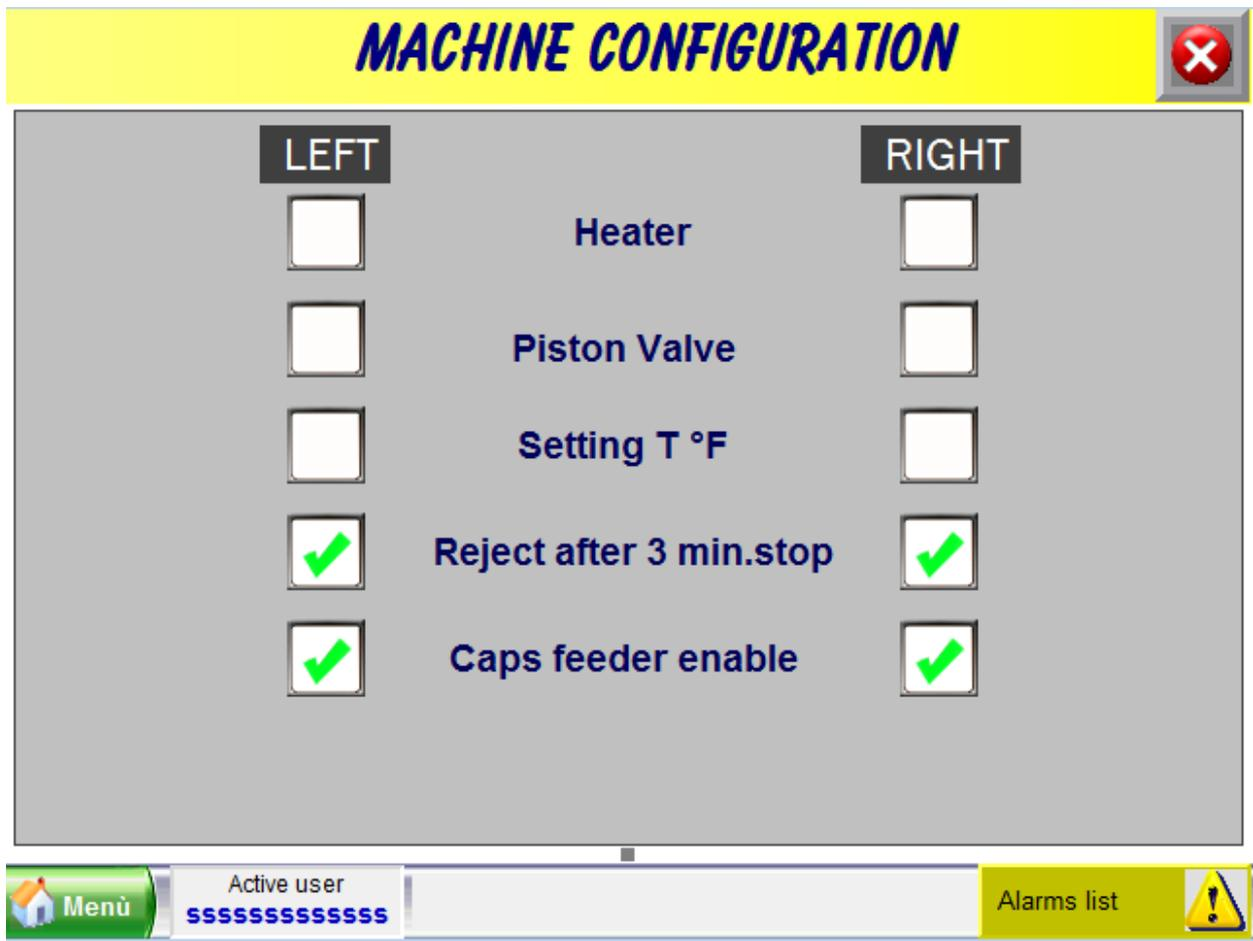 MACHINE CONFIGURATION
LEFT RIGHT
Heater
Piston Valve
Setting T °F
Reject after 3 min.stop
Caps feeder enable
Menù
Active user
sssssssssssss
Alarms list